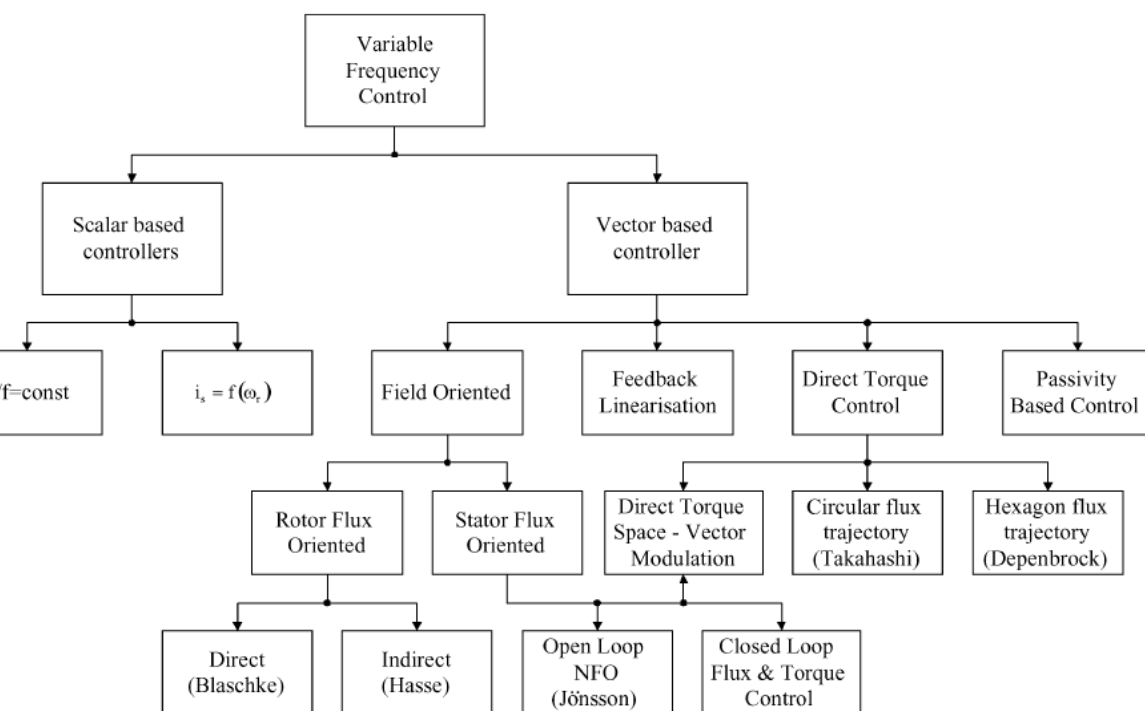 Variable
Frequency
Control
Scalar based
controllers
Vector based
controller
/f=const
i_s = f(ω_r)
Field Oriented
Feedback
Linearisation
Direct Torque
Control
Passivity
Based Control
Rotor Flux
Oriented
Stator Flux
Oriented
Direct Torque
Space - Vector
Modulation
Circular flux
trajectory
(Takahashi)
Hexagon flux
trajectory
(Depenbrock)
Direct
(Blaschke)
Indirect
(Hasse)
Open Loop
NFO
(Jönsson)
Closed Loop
Flux & Torque
Control